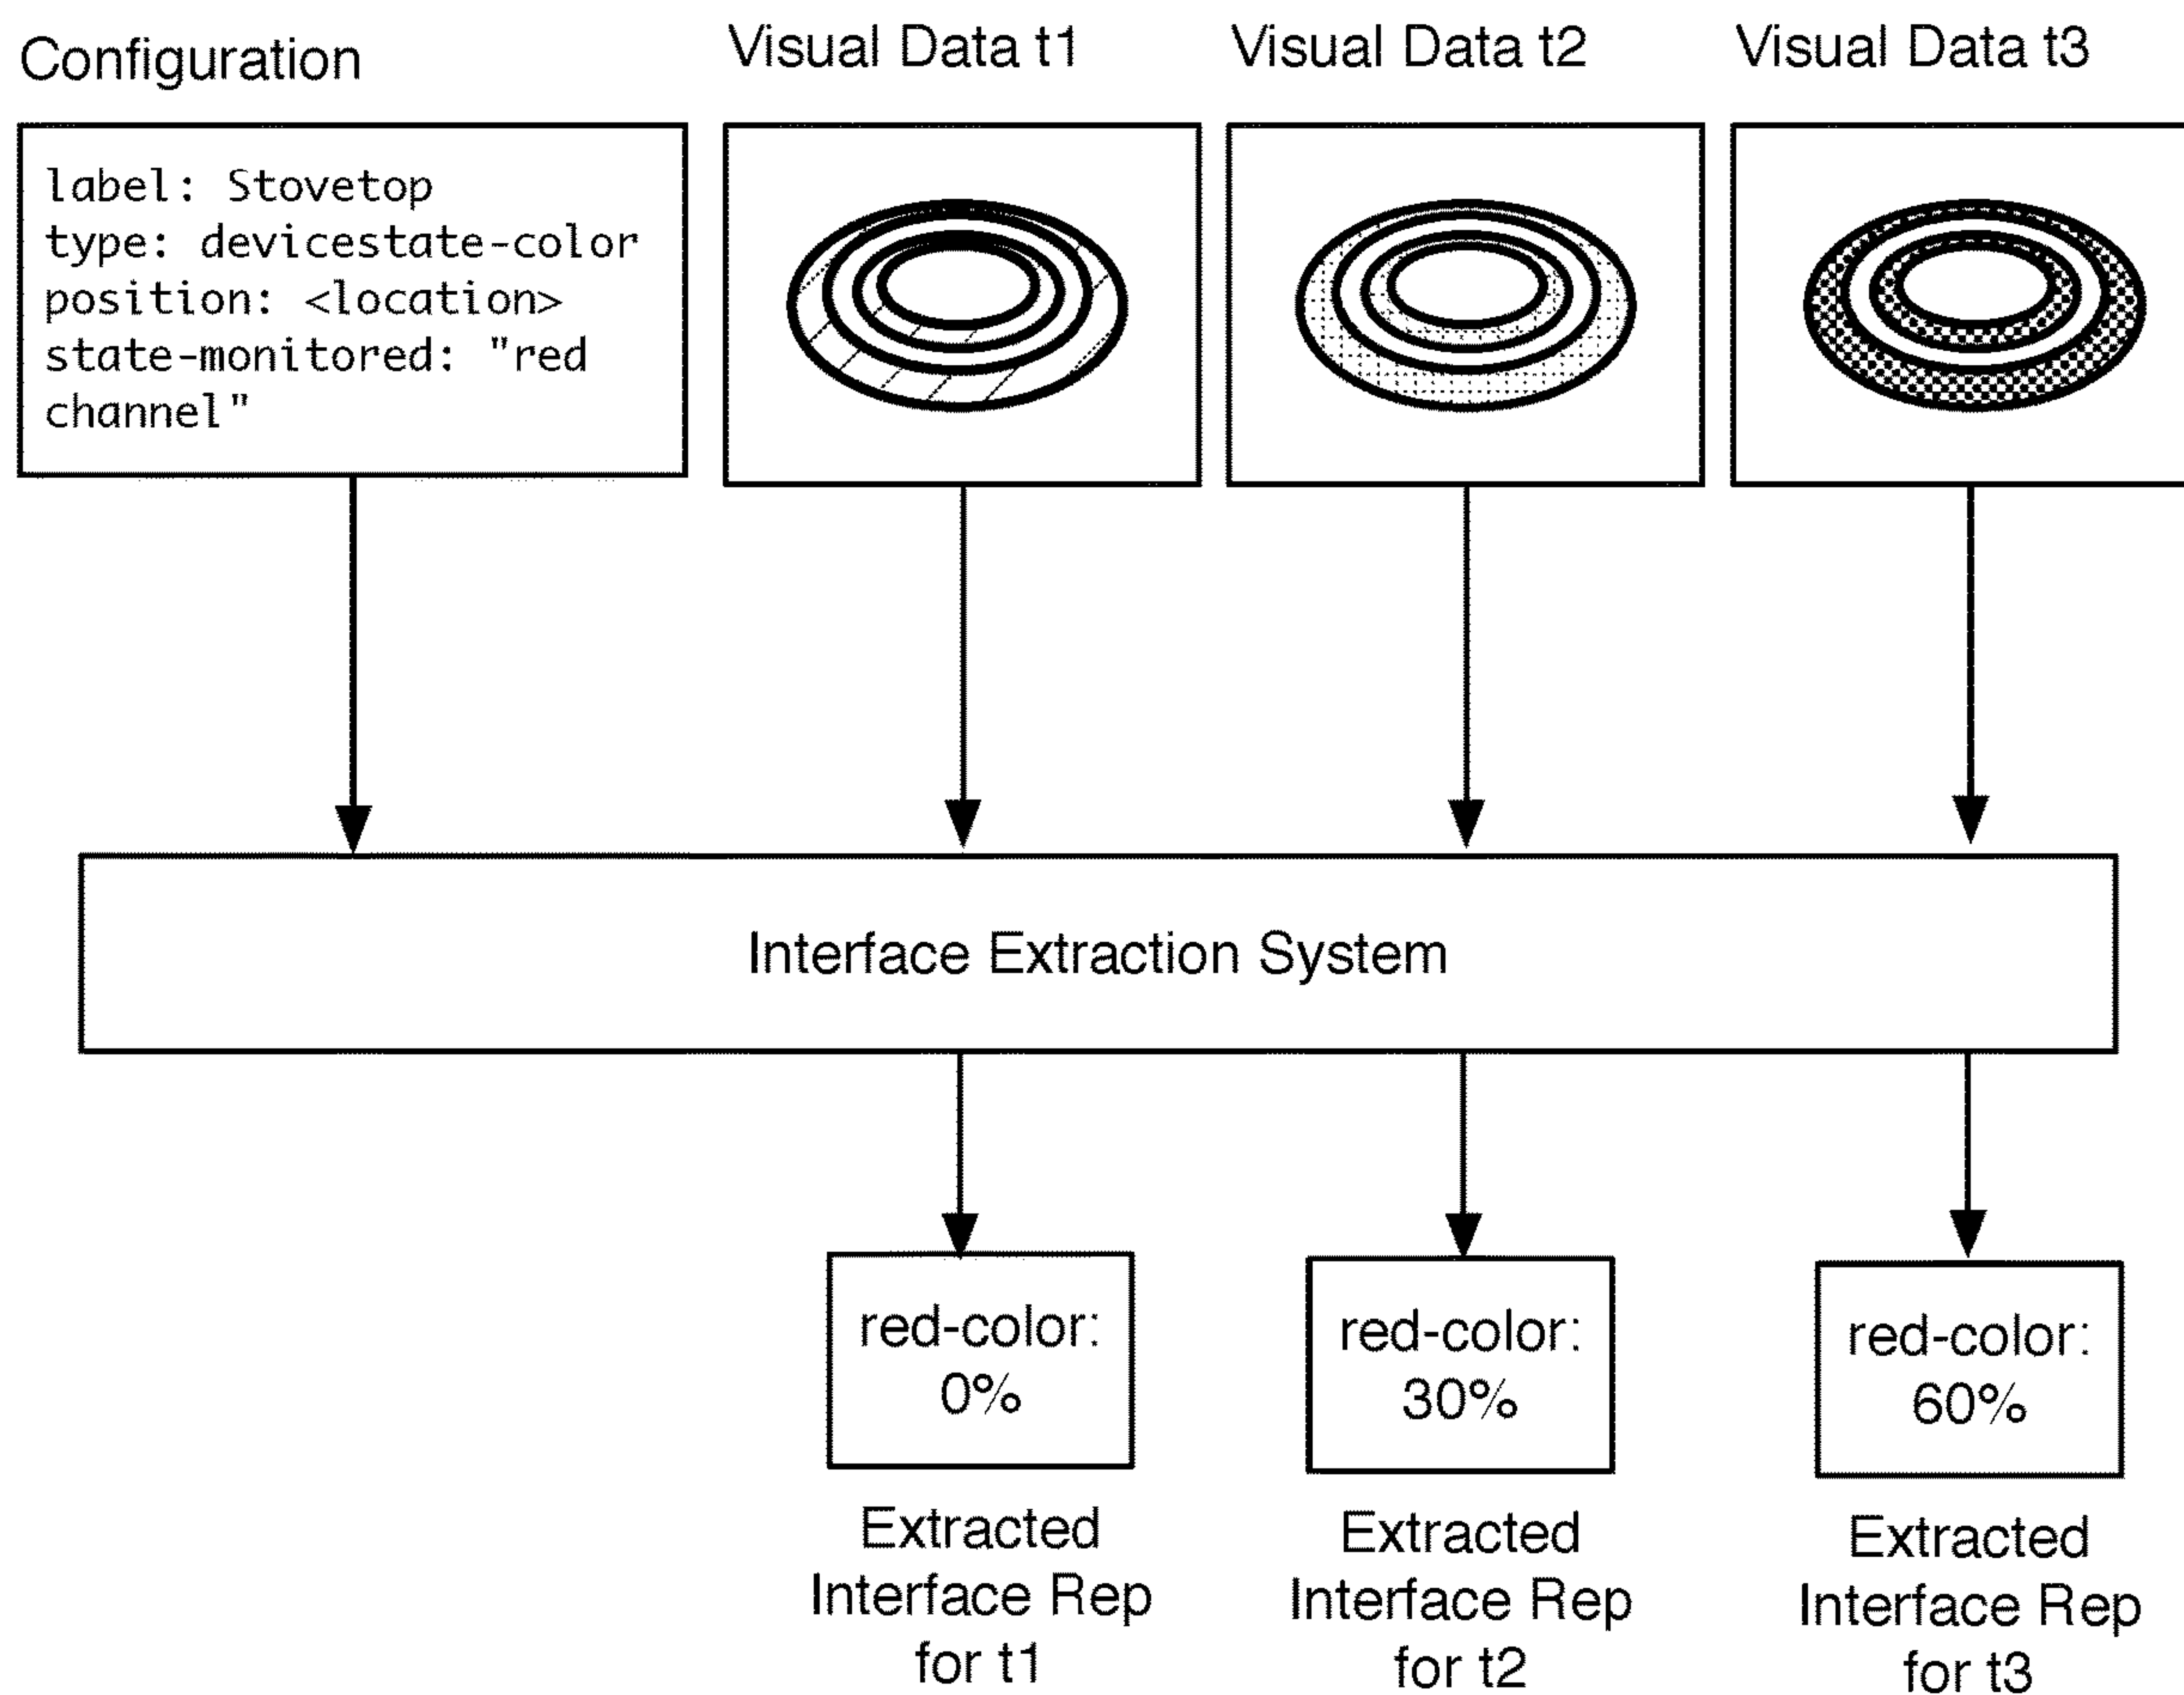 Configuration
Visual Data t1
Visual Data t2
Visual Data t3
label: Stovetop
type: devicestate-color
position: <location>
state-monitored: "red
channel"
Interface Extraction System
red-color:
0%
red-color:
30%
red-color:
60%
Extracted
Interface Rep
for t1
Extracted
Interface Rep
for t2
Extracted
Interface Rep
for t3